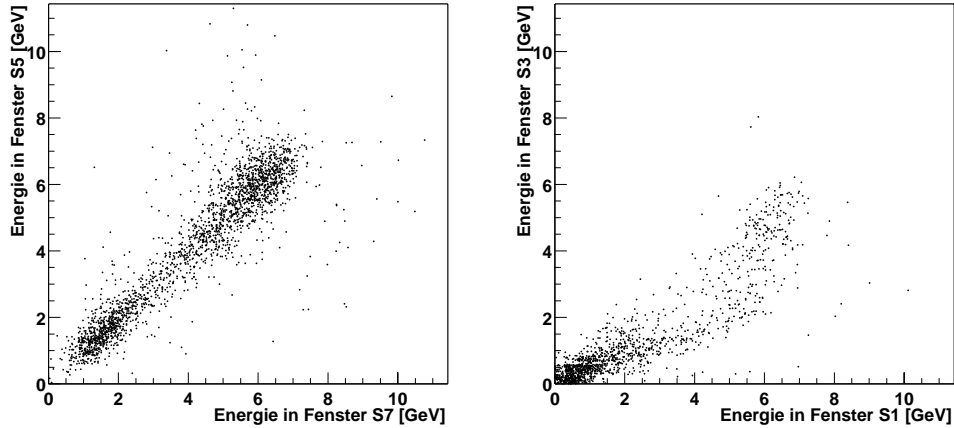 Energie in Fenster S5 [GeV]
10
8
6
4
2
0
0 2 4 6 8 10
Energie in Fenster S7 [GeV]
Energie in Fenster S3 [GeV]
10
8
6
4
2
0
0 2 4 6 8 10
Energie in Fenster S1 [GeV]